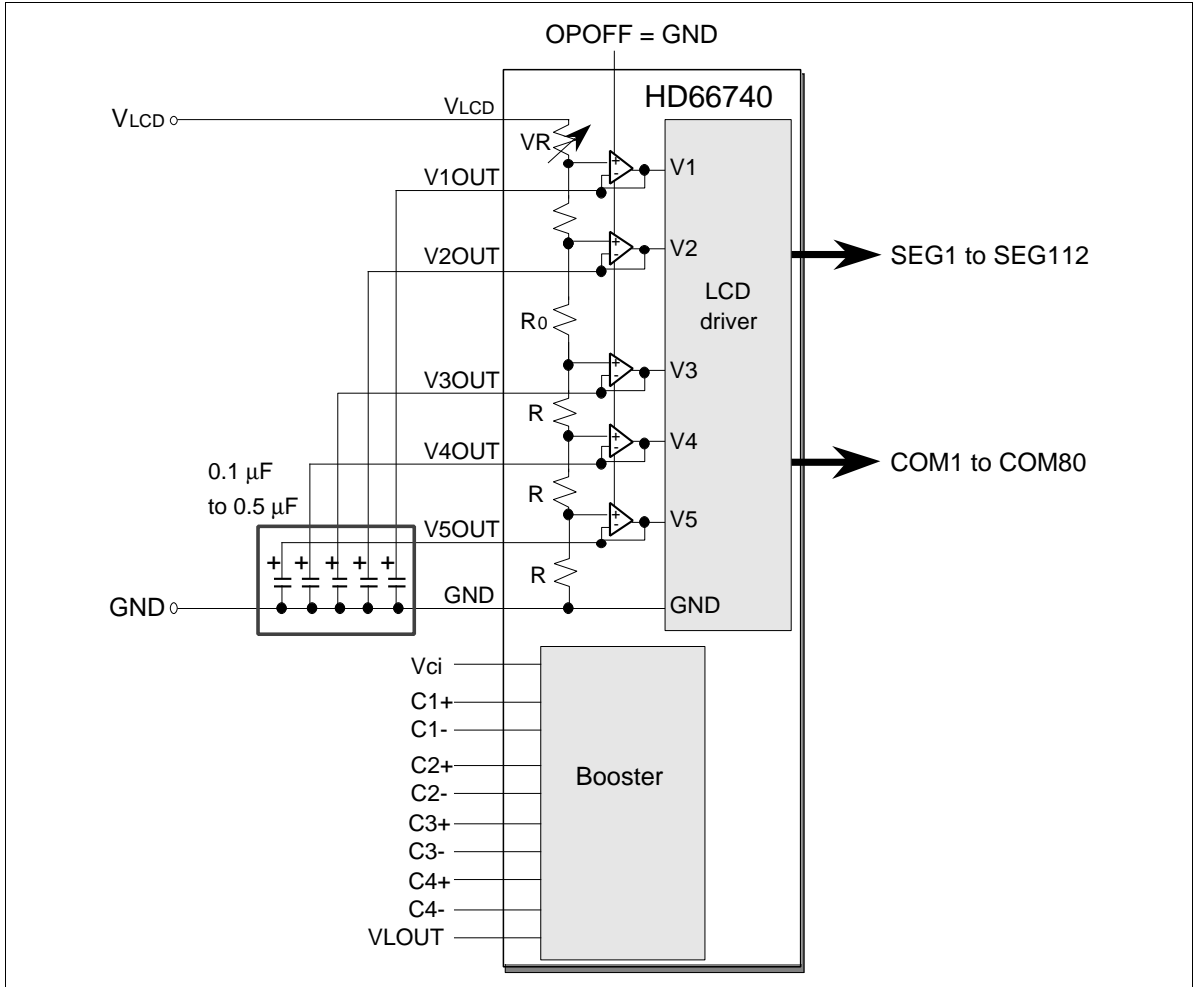 OPOFF = GND
HD66740
VLCD
VLCD
VR
+
-
V1
V1OUT
+
-
V2
V2OUT
SEG1 to SEG112
LCD
driver
R0
+
-
V3
V3OUT
R
+
-
V4
V4OUT
COM1 to COM80
0.1 µF
to 0.5 µF
R
+
-
V5
V5OUT
+ + + + +
R
GND
GND
GND
Vci
C1+
C1-
C2+
C2-
Booster
C3+
C3-
C4+
C4-
VLOUT